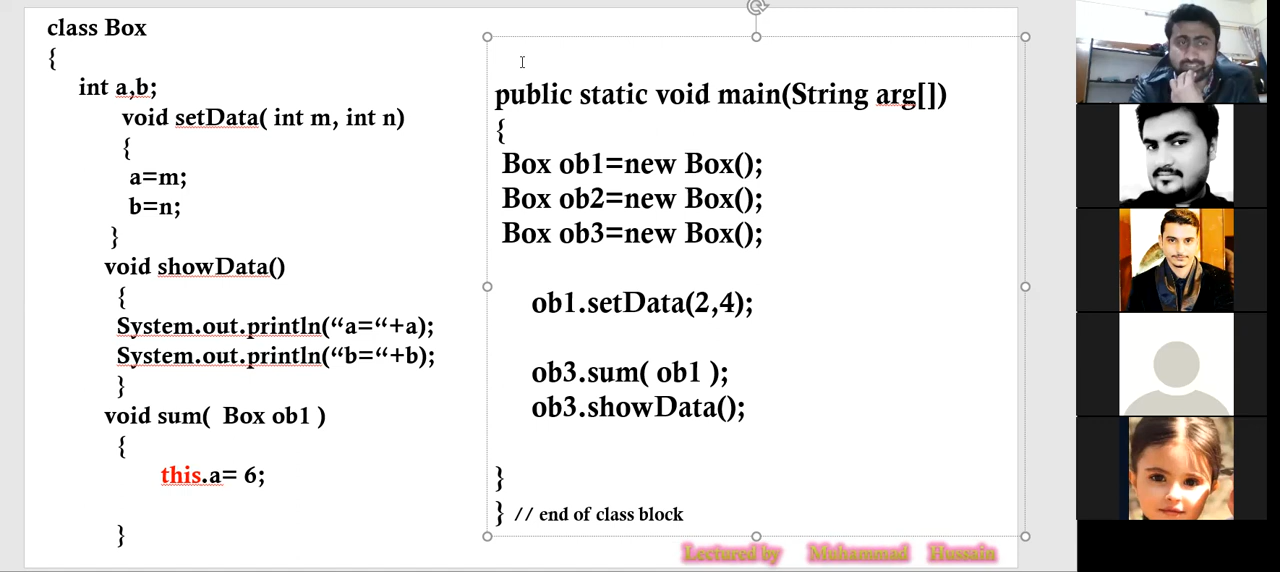 class Box
{
int a,b;
void setData( int m, int n)
{
a=m;
b=n;
}
void showData()
{
System.out.println(“a=“+a);
System.out.println(“b=“+b);
}
void sum(  Box ob1 )
{
this.a= 6;
}
public static void main(String arg[])
{
Box ob1=new Box();
Box ob2=new Box();
Box ob3=new Box();
ob1.setData(2,4);
ob3.sum( ob1 );
ob3.showData();
}
} // end of class block
Lectured by Muhammad Hussain